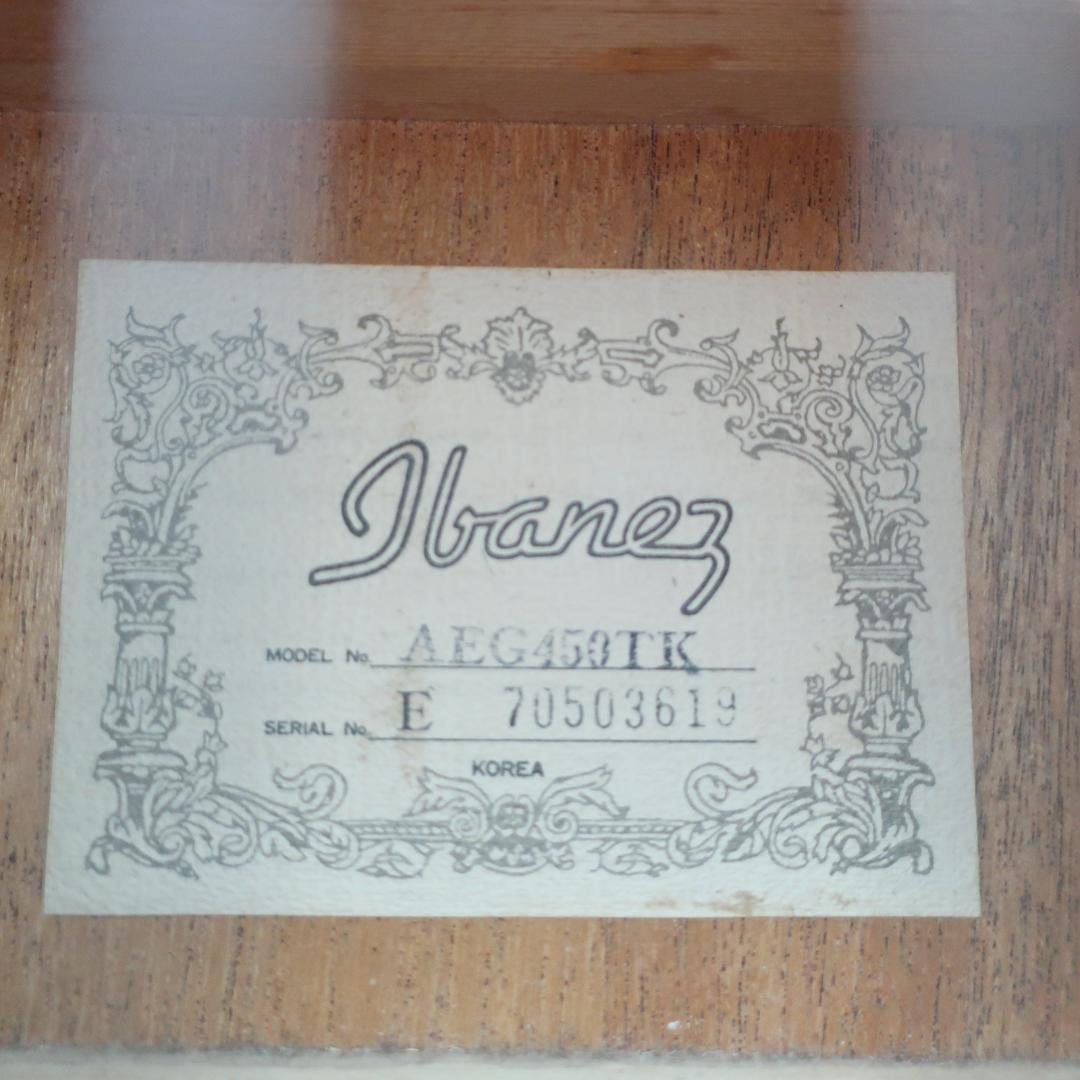 Ibanez
MODEL No. AEG450TK
SERIAL No. E 70503619
KOREA